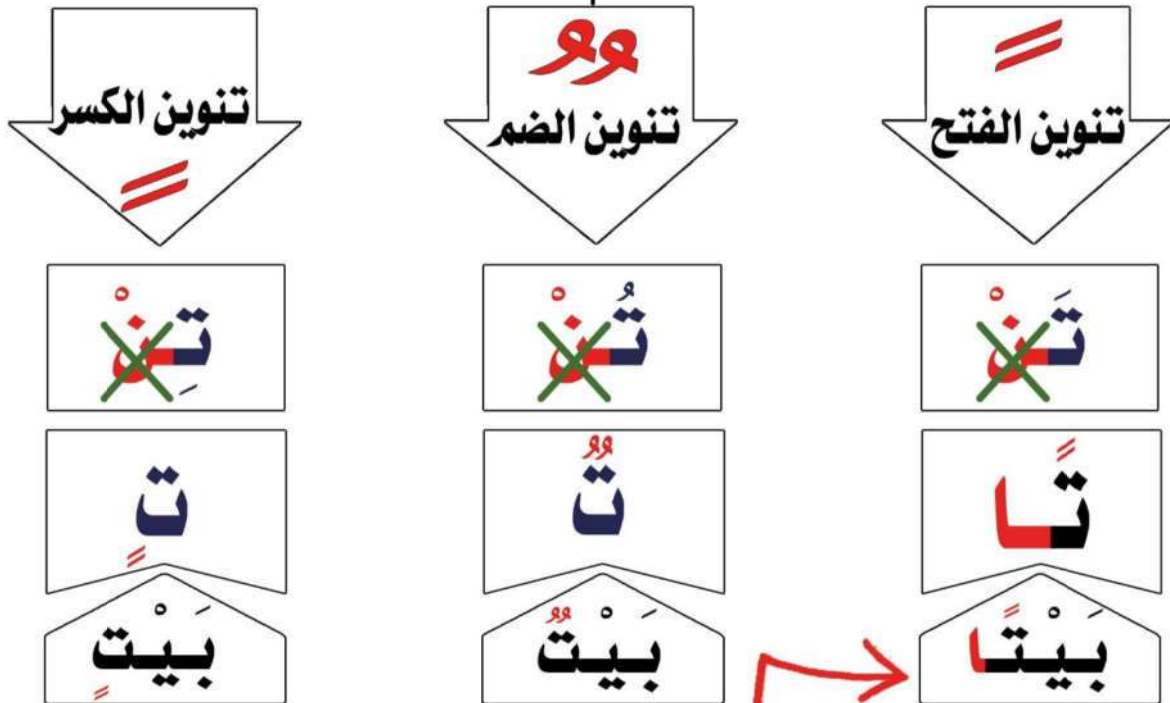 تنوين الفتح
تنوين الضم
تنوين الكسر
تَنْ
تُنْ
تِنْ
تًا
تٌ
تٍ
بَيْتًا
بَيْتٌ
بَيْتٍ